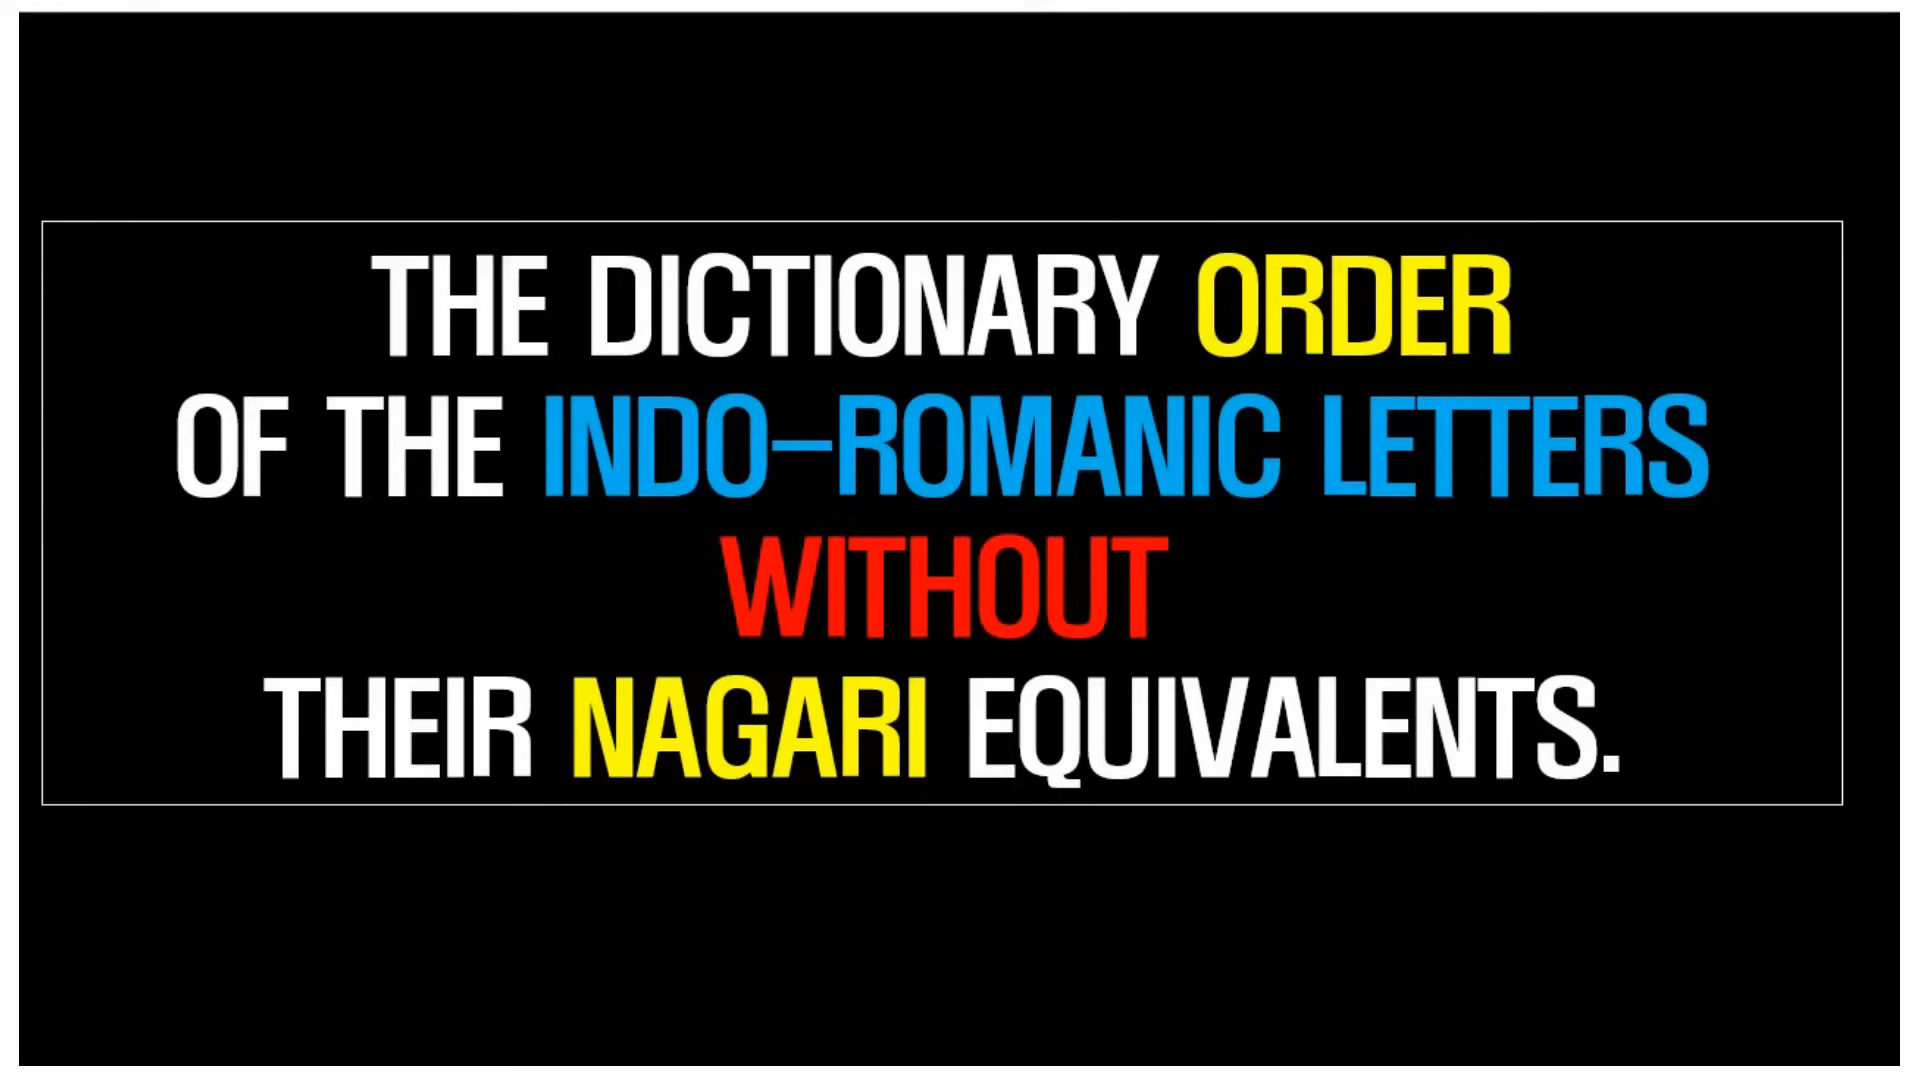 THE DICTIONARY ORDER
OF THE INDO–ROMANIC LETTERS
WITHOUT
THEIR NAGARI EQUIVALENTS.